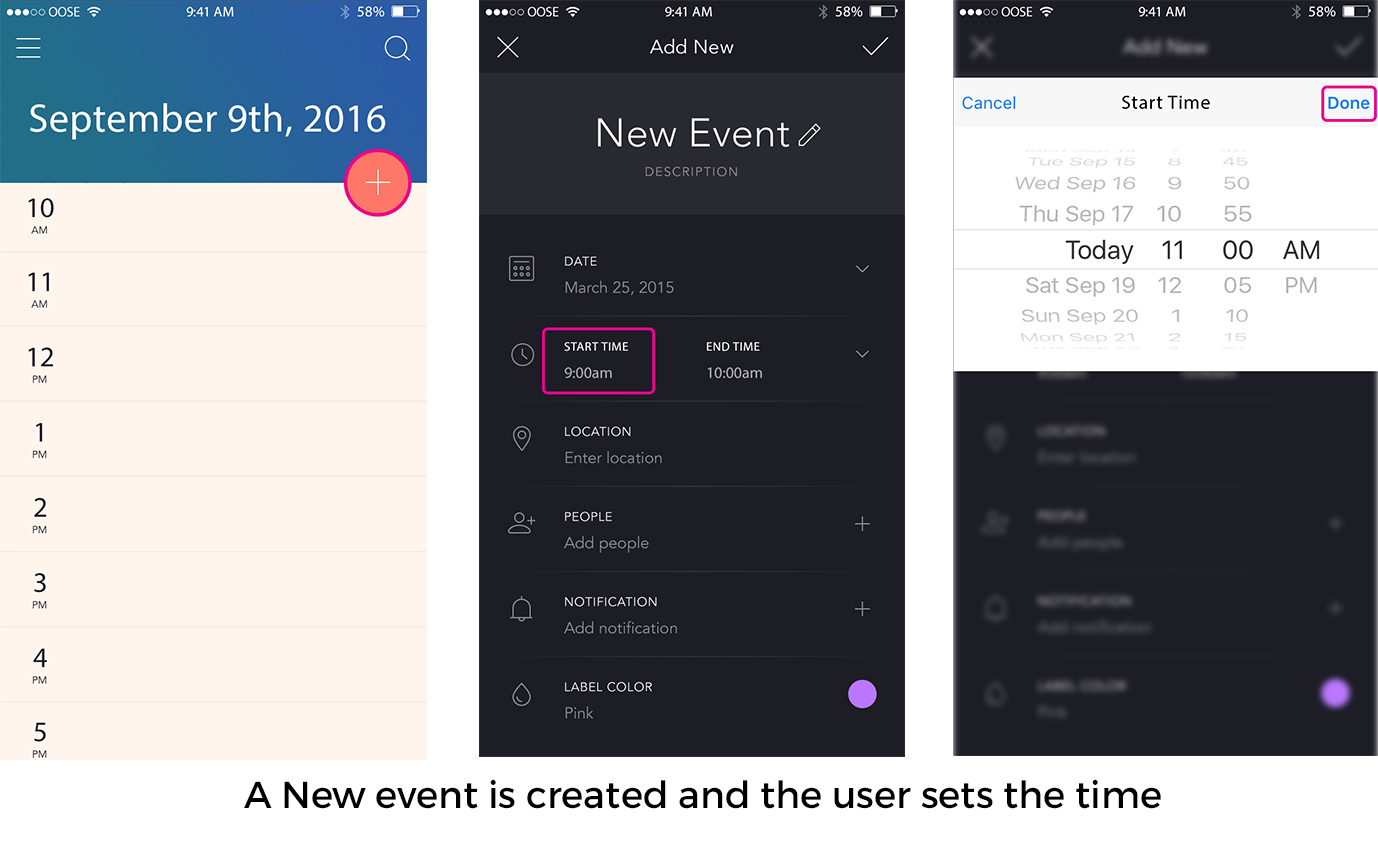 OOSE 9:41 AM 58%
September 9th, 2016
10
AM
11
AM
12
PM
1
PM
2
PM
3
PM
4
PM
5
PM
OOSE 9:41 AM 58%
Add New
New Event
DESCRIPTION
DATE
March 25, 2015
START TIME END TIME
9:00am 10:00am
LOCATION
Enter location
PEOPLE
Add people
NOTIFICATION
Add notification
LABEL COLOR
Pink
OOSE 9:41 AM 58%
Add New
Cancel Start Time Done
Tue Sep 15 8 45
Wed Sep 16 9 50
Thu Sep 17 10 55
Today 11 00 AM
Sat Sep 19 12 05 PM
Sun Sep 20 1 10
Mon Sep 21 2 15
LOCATION
Enter location
PEOPLE
Add people
NOTIFICATION
Add notification
LABEL COLOR
Pink
A New event is created and the user sets the time